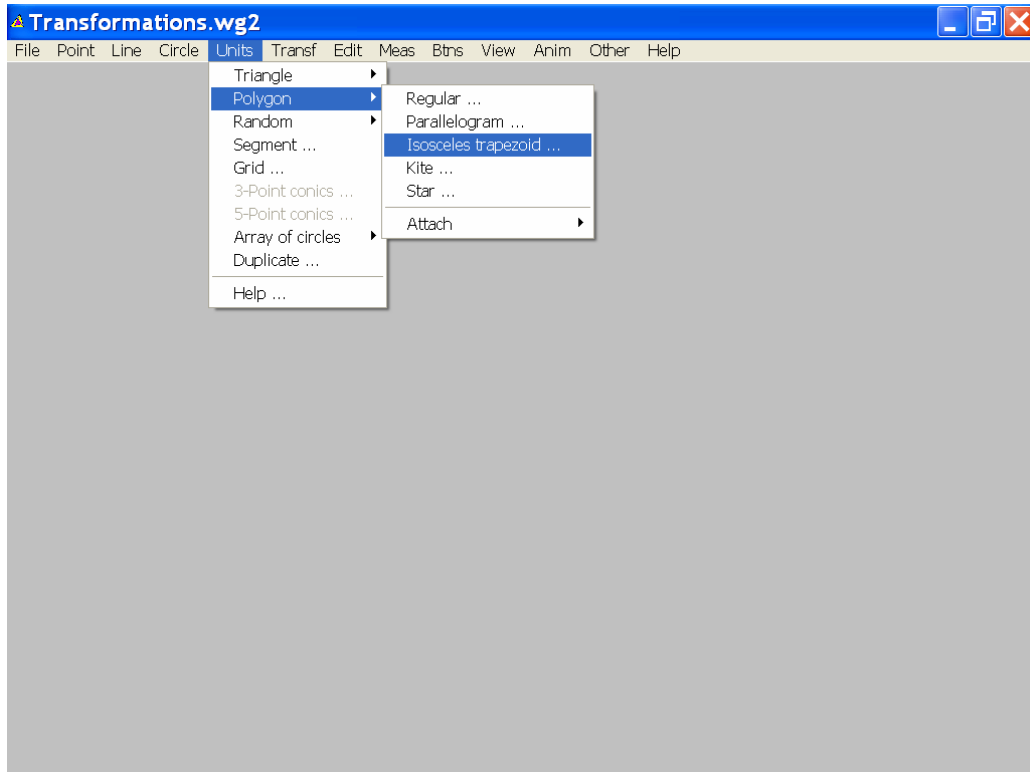 Transformations.wg2
File Point Line Circle Units Transf Edit Meas Btns View Anim Other Help
Triangle
Polygon
Random
Segment ...
Grid ...
3-Point conics ...
5-Point conics ...
Array of circles
Duplicate ...
Help ...
Regular ...
Parallelogram ...
Isosceles trapezoid ...
Kite ...
Star ...
Attach